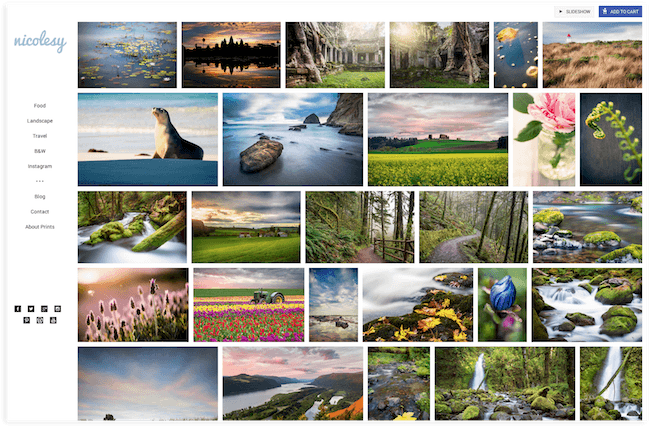 SLIDESHOW
ADD TO CART
nicolesy
Food
Landscape
Travel
B&W
Instagram
• • •
Blog
Contact
About Prints